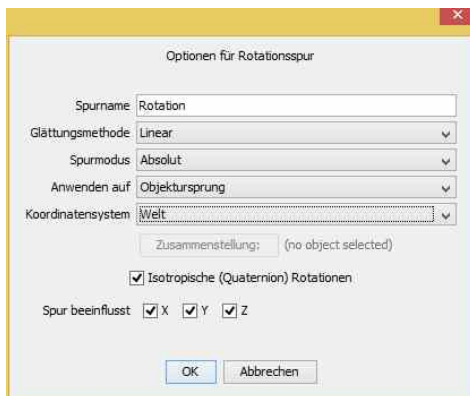 Optionen für Rotationsspur
Spurname Rotation
Glättungsmethode Linear
Spurmodus Absolut
Anwenden auf Objektursprung
Koordinatensystem Welt
Zusammenstellung: (no object selected)
Isotropische (Quaternion) Rotationen
Spur beeinflusst X Y Z
OK Abbrechen